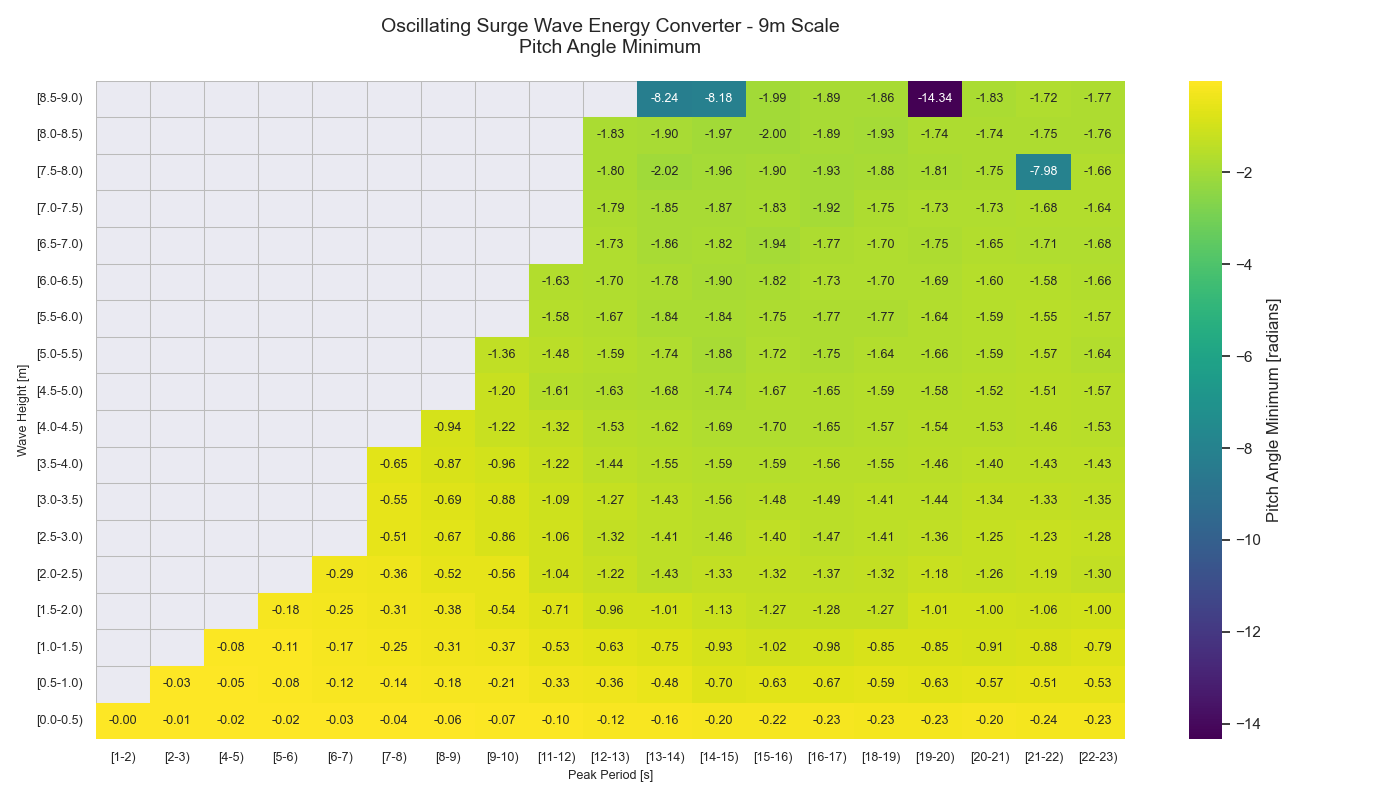 Oscillating Surge Wave Energy Converter - 9m Scale
Pitch Angle Minimum
[8.5-9.0) -8.24 -8.18 -1.99 -1.89 -1.86 -14.34 -1.83 -1.72 -1.77
[8.0-8.5) -1.83 -1.90 -1.97 -2.00 -1.89 -1.93 -1.74 -1.74 -1.75 -1.76
[7.5-8.0) -1.80 -2.02 -1.96 -1.90 -1.93 -1.88 -1.81 -1.75 -7.98 -1.66
[7.0-7.5) -1.79 -1.85 -1.87 -1.83 -1.92 -1.75 -1.73 -1.73 -1.68 -1.64
[6.5-7.0) -1.73 -1.86 -1.82 -1.94 -1.77 -1.70 -1.75 -1.65 -1.71 -1.68
[6.0-6.5) -1.63 -1.70 -1.78 -1.90 -1.82 -1.73 -1.70 -1.69 -1.60 -1.58 -1.66
[5.5-6.0) -1.58 -1.67 -1.84 -1.84 -1.75 -1.77 -1.77 -1.64 -1.59 -1.55 -1.57
[5.0-5.5) -1.36 -1.48 -1.59 -1.74 -1.88 -1.72 -1.75 -1.64 -1.66 -1.59 -1.57 -1.64
[4.5-5.0) -1.20 -1.61 -1.63 -1.68 -1.74 -1.67 -1.65 -1.59 -1.58 -1.52 -1.51 -1.57
[4.0-4.5) -0.94 -1.22 -1.32 -1.53 -1.62 -1.69 -1.70 -1.65 -1.57 -1.54 -1.53 -1.46 -1.53
[3.5-4.0) -0.65 -0.87 -0.96 -1.22 -1.44 -1.55 -1.59 -1.59 -1.56 -1.55 -1.46 -1.40 -1.43 -1.43
[3.0-3.5) -0.55 -0.69 -0.88 -1.09 -1.27 -1.43 -1.56 -1.48 -1.49 -1.41 -1.44 -1.34 -1.33 -1.35
[2.5-3.0) -0.51 -0.67 -0.86 -1.06 -1.32 -1.41 -1.46 -1.40 -1.47 -1.41 -1.36 -1.25 -1.23 -1.28
[2.0-2.5) -0.29 -0.36 -0.52 -0.56 -1.04 -1.22 -1.43 -1.33 -1.32 -1.37 -1.32 -1.18 -1.26 -1.19 -1.30
[1.5-2.0) -0.18 -0.25 -0.31 -0.38 -0.54 -0.71 -0.96 -1.01 -1.13 -1.27 -1.28 -1.27 -1.01 -1.00 -1.06 -1.00
[1.0-1.5) -0.08 -0.11 -0.17 -0.25 -0.31 -0.37 -0.53 -0.63 -0.75 -0.93 -1.02 -0.98 -0.85 -0.85 -0.91 -0.88 -0.79
[0.5-1.0) -0.03 -0.05 -0.08 -0.12 -0.14 -0.18 -0.21 -0.33 -0.36 -0.48 -0.70 -0.63 -0.67 -0.59 -0.63 -0.57 -0.51 -0.53
[0.0-0.5) -0.00 -0.01 -0.02 -0.02 -0.03 -0.04 -0.06 -0.07 -0.10 -0.12 -0.16 -0.20 -0.22 -0.23 -0.23 -0.23 -0.20 -0.24 -0.23
[1-2) [2-3) [4-5) [5-6) [6-7) [7-8) [8-9) [9-10) [11-12) [12-13) [13-14) [14-15) [15-16) [16-17) [18-19) [19-20) [20-21) [21-22) [22-23)
Peak Period [s]
Wave Height [m]
−2
−4
−6
−8
−10
−12
−14
Pitch Angle Minimum [radians]